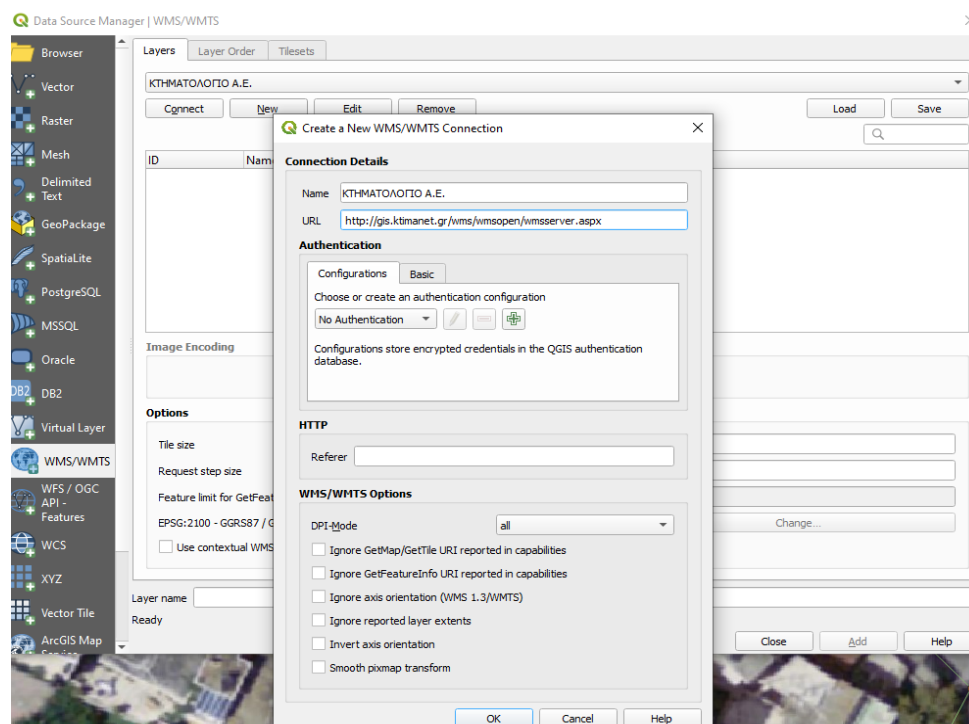 Data Source Manager | WMS/WMTS
Browser
Vector
Raster
Mesh
Delimited
Text
GeoPackage
SpatiaLite
PostgreSQL
MSSQL
Oracle
DB2
DB2
Virtual Layer
WMS/WMTS
WFS / OGC
API -
Features
WCS
XYZ
Vector Tile
ArcGIS Map
Layers Layer Order Tilesets
ΚΤΗΜΑΤΟΛΟΓΙΟ Α.Ε.
Connect New Edit Remove Load Save
ID Nam
Image Encoding
Options
Tile size
Request step size
Feature limit for GetFeat
EPSG:2100 - GGRS87 / G Change...
Use contextual WMS
Layer name
Ready
Close Add Help
Create a New WMS/WMTS Connection
Connection Details
Name ΚΤΗΜΑΤΟΛΟΓΙΟ Α.Ε.
URL http://gis.ktimanet.gr/wms/wmsopen/wmsserver.aspx
Authentication
Configurations Basic
Choose or create an authentication configuration
No Authentication
Configurations store encrypted credentials in the QGIS authentication
database.
HTTP
Referer
WMS/WMTS Options
DPI-Mode all
Ignore GetMap/GetTile URI reported in capabilities
Ignore GetFeatureInfo URI reported in capabilities
Ignore axis orientation (WMS 1.3/WMTS)
Ignore reported layer extents
Invert axis orientation
Smooth pixmap transform
OK Cancel Help